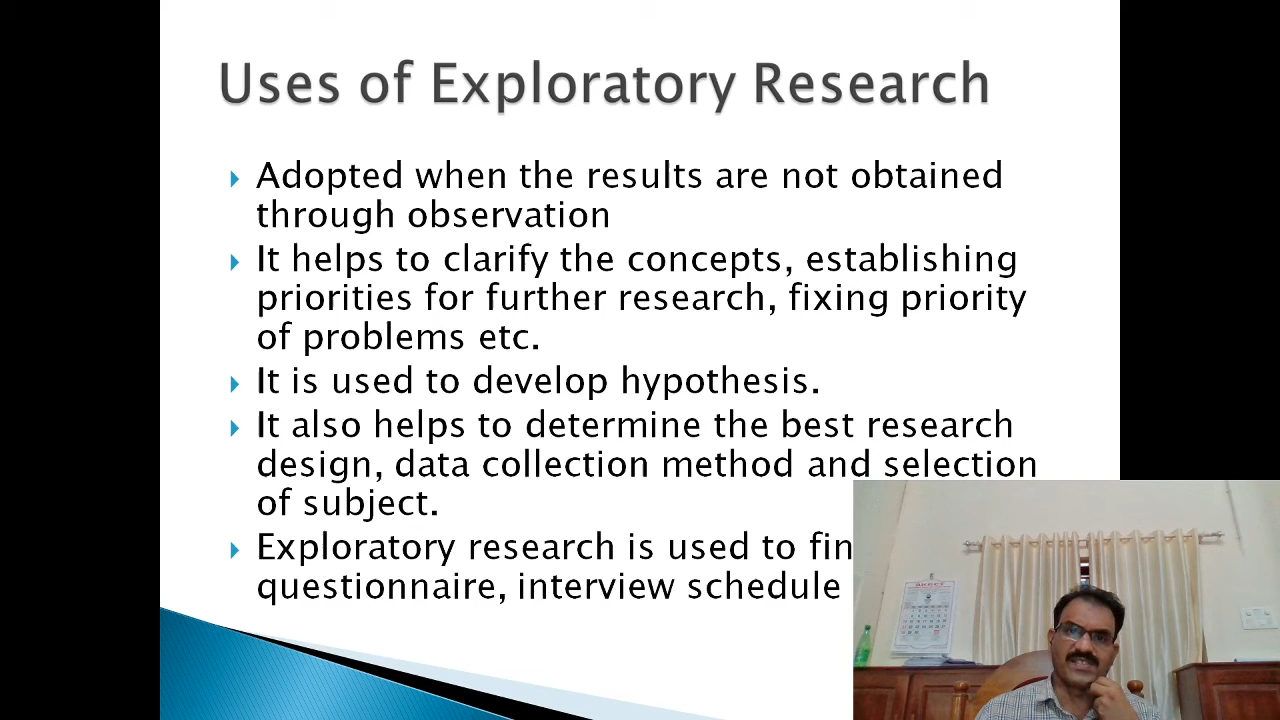 Uses of Exploratory Research
Adopted when the results are not obtained
through observation
It helps to clarify the concepts, establishing
priorities for further research, fixing priority
of problems etc.
It is used to develop hypothesis.
It also helps to determine the best research
design, data collection method and selection
of subject.
Exploratory research is used to fin
questionnaire, interview schedule